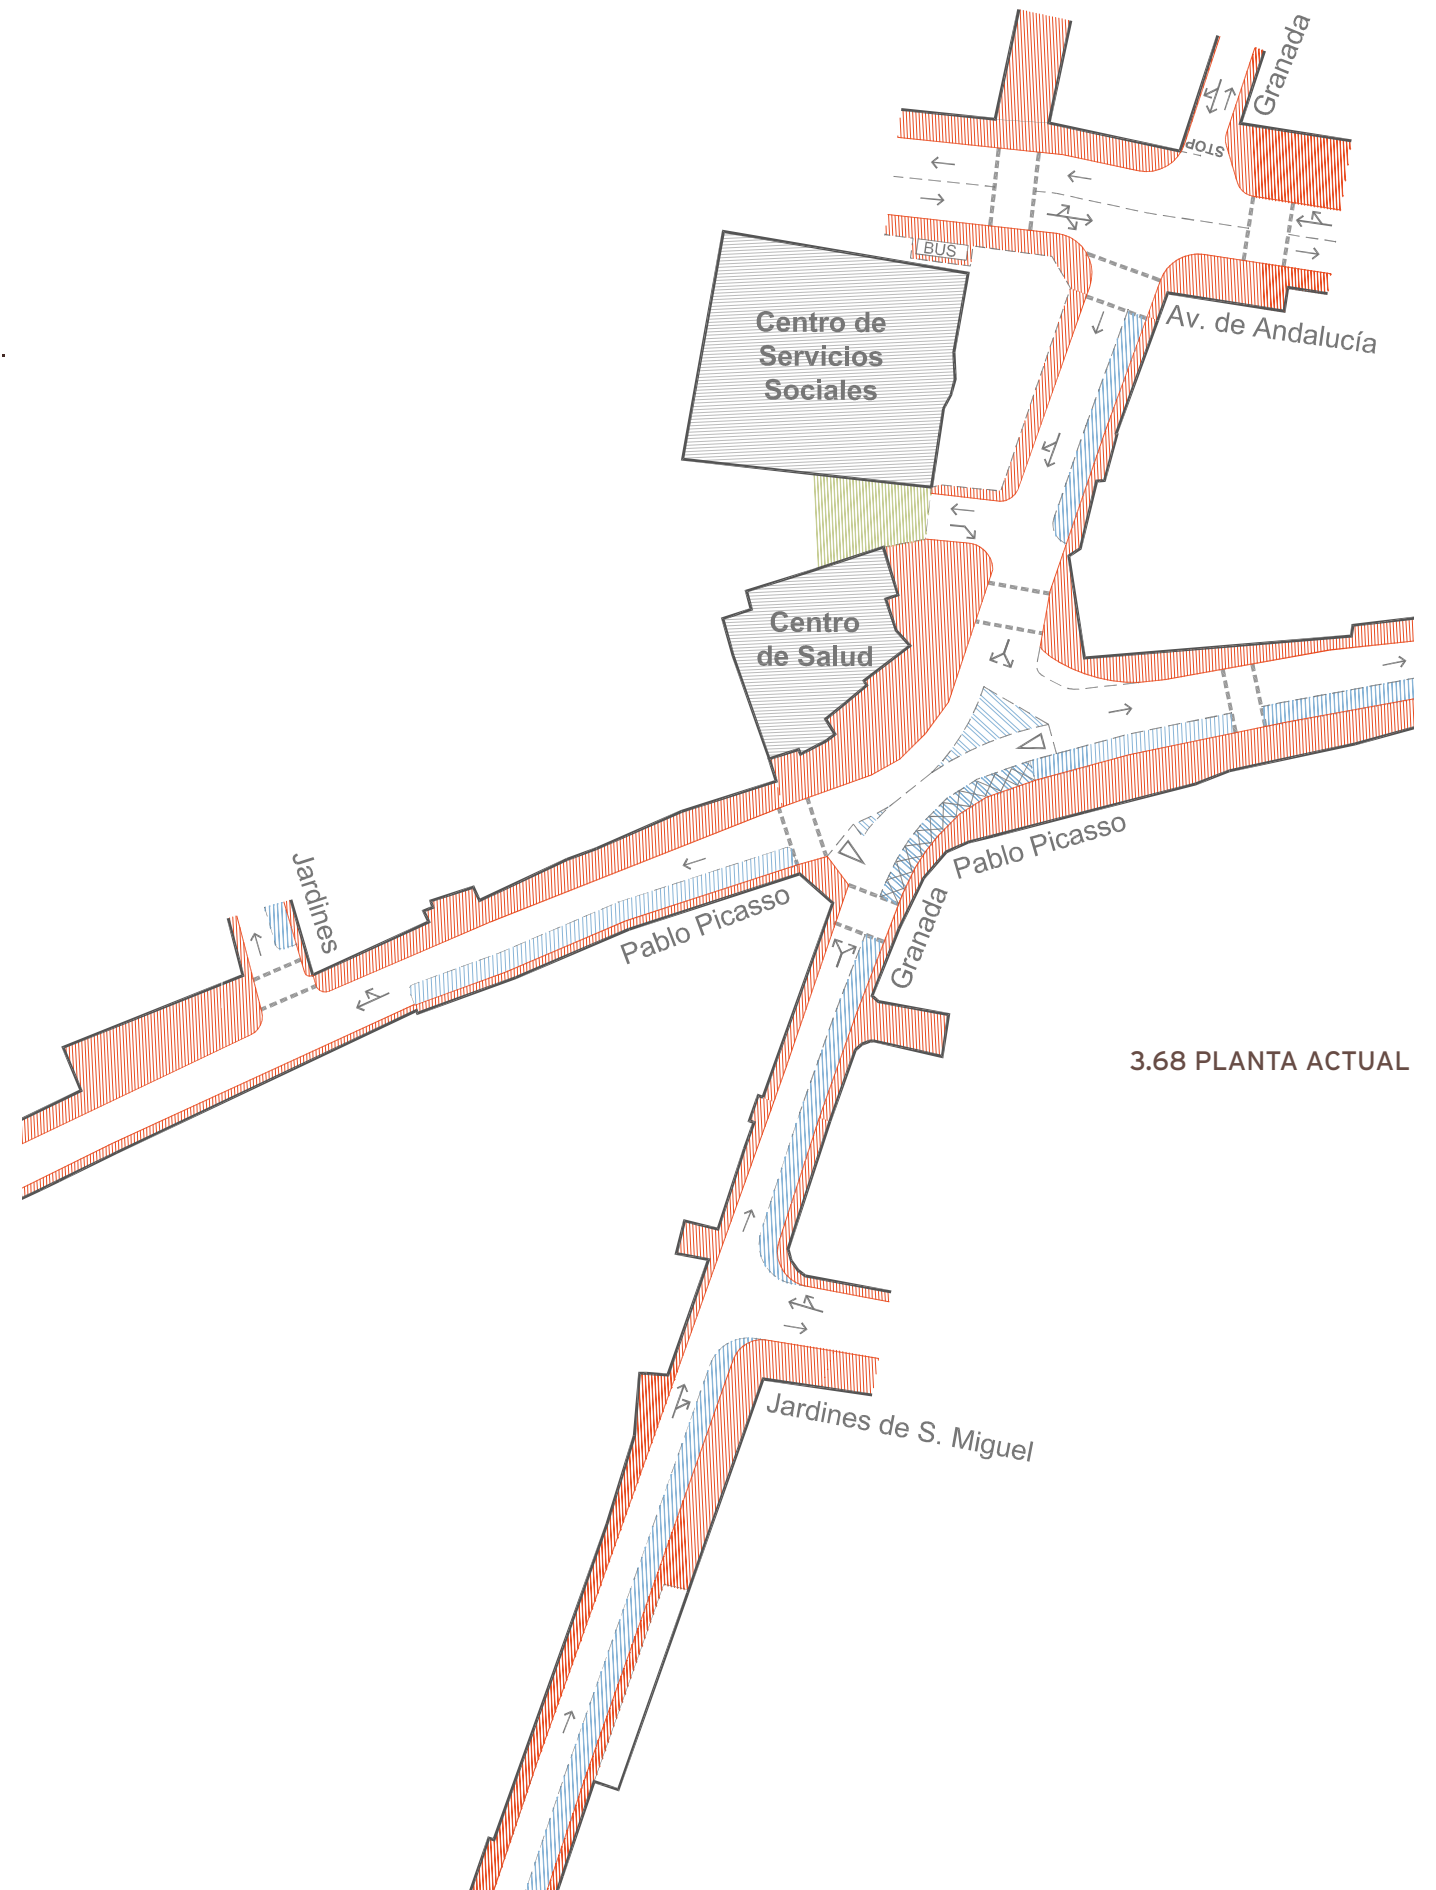 Granada
STOP
BUS
Av. de Andalucía
Centro de
Servicios
Sociales
Centro
de Salud
Pablo Picasso
Jardines
Pablo Picasso
Granada
3.68 PLANTA ACTUAL
Jardines de S. Miguel